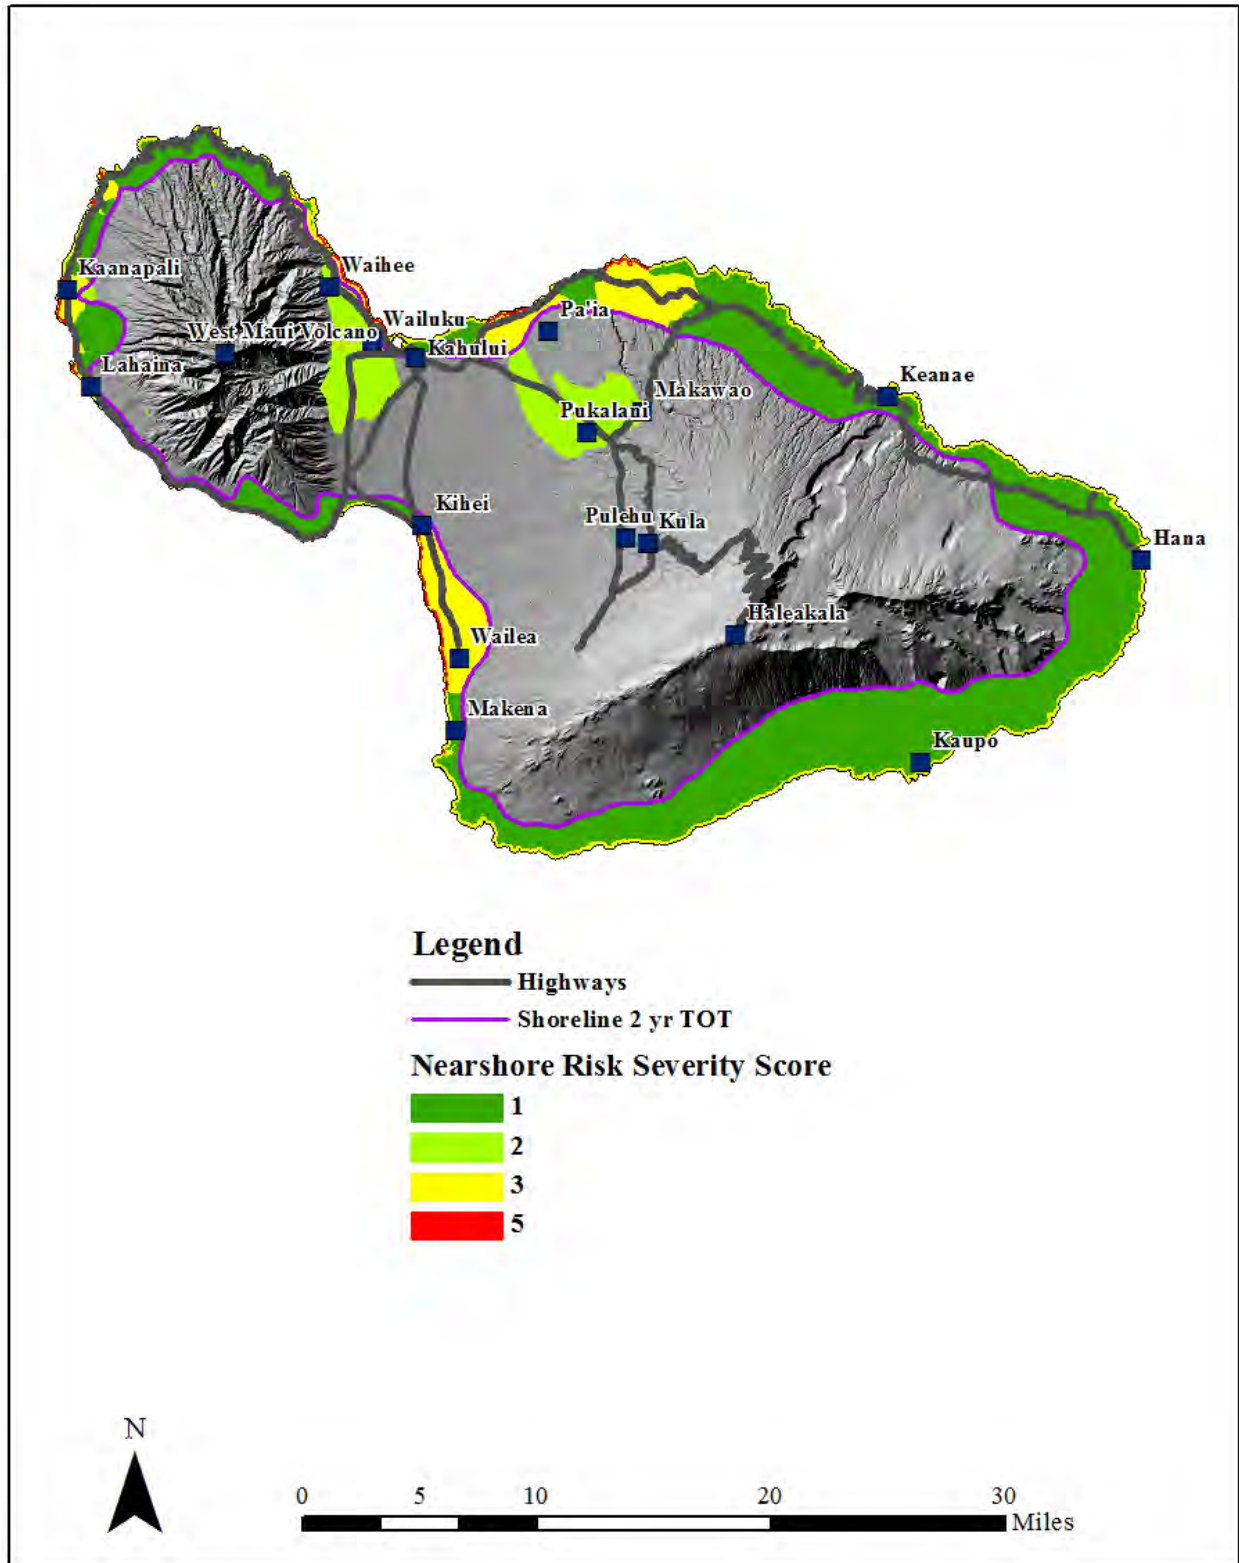 Kaanapali
Waihee
West Maui Volcano
Wailuku
Lahaina
Kahului
Pa'ia
Keanae
Makawao
Pukalani
Kihei
Pulehu
Kula
Hana
Haleakala
Wailea
Makena
Kaupo
Legend
Highways
Shoreline 2 yr TOT
Nearshore Risk Severity Score
1
2
3
5
N
0 5 10 20 30
Miles